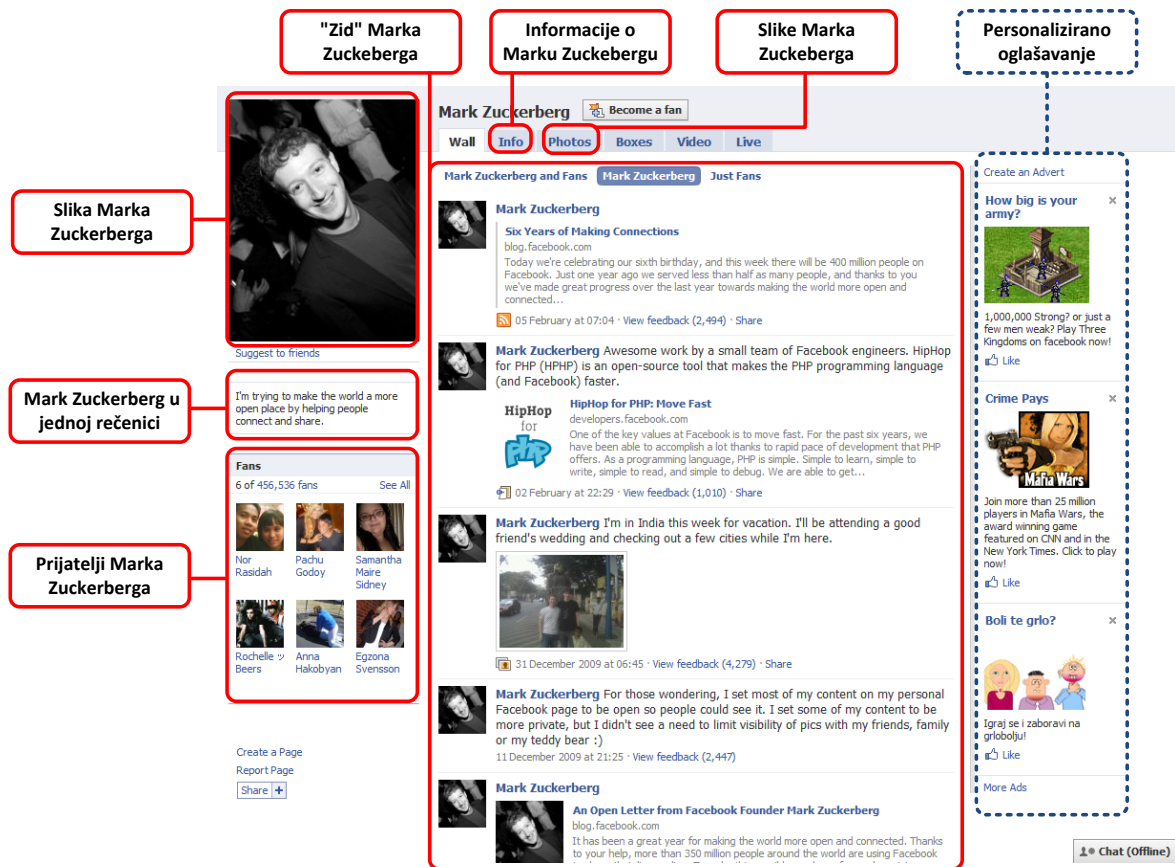 "Zid" Marka
Zuckeberga
Informacije o
Marku Zuckebergu
Slike Marka
Zuckeberga
Personalizirano
oglašavanje
Slika Marka
Zuckerberga
Mark Zuckerberg u
jednoj rečenici
Prijatelji Marka
Zuckerberga
Suggest to friends
I'm trying to make the world a more
open place by helping people
connect and share.
Fans
6 of 456,536 fans See All
Nor
Rasidah
Pachu
Godoy
Samantha
Maire
Sidney
Rochelle ッ
Beers
Anna
Hakobyan
Egzona
Svensson
Create a Page
Report Page
Share +
Mark Zuckerberg Become a fan
Wall Info Photos Boxes Video Live
Mark Zuckerberg and Fans Mark Zuckerberg Just Fans
Mark Zuckerberg
Six Years of Making Connections
blog.facebook.com
Today we're celebrating our sixth birthday, and this week there will be 400 million people on
Facebook. Just one year ago we served less than half as many people, and thanks to you
we've made great progress over the last year towards making the world more open and
connected...
05 February at 07:04 · View feedback (2,494) · Share
Mark Zuckerberg Awesome work by a small team of Facebook engineers. HipHop
for PHP (HPHP) is an open-source tool that makes the PHP programming language
(and Facebook) faster.
HipHop
for
php
HipHop for PHP: Move Fast
developers.facebook.com
One of the key values at Facebook is to move fast. For the past six years, we
have been able to accomplish a lot thanks to rapid pace of development that PHP
offers. As a programming language, PHP is simple. Simple to learn, simple to
write, simple to read, and simple to debug. We are able to get...
02 February at 22:29 · View feedback (1,010) · Share
Mark Zuckerberg I'm in India this week for vacation. I'll be attending a good
friend's wedding and checking out a few cities while I'm here.
31 December 2009 at 06:45 · View feedback (4,279) · Share
Mark Zuckerberg For those wondering, I set most of my content on my personal
Facebook page to be open so people could see it. I set some of my content to be
more private, but I didn't see a need to limit visibility of pics with my friends, family
or my teddy bear :)
11 December 2009 at 21:25 · View feedback (2,447)
Mark Zuckerberg
An Open Letter from Facebook Founder Mark Zuckerberg
blog.facebook.com
It has been a great year for making the world more open and connected. Thanks
to your help, more than 350 million people around the world are using Facebook
Create an Advert
How big is your
army?
1,000,000 Strong? or just a
few men weak? Play Three
Kingdoms on facebook now!
Like
Crime Pays
Mafia Wars
Join more than 25 million
players in Mafia Wars, the
award winning game
featured on CNN and in the
New York Times. Click to play
now!
Like
Boli te grlo?
Igraj se i zaboravi na
grlobolju!
Like
More Ads
Chat (Offline)